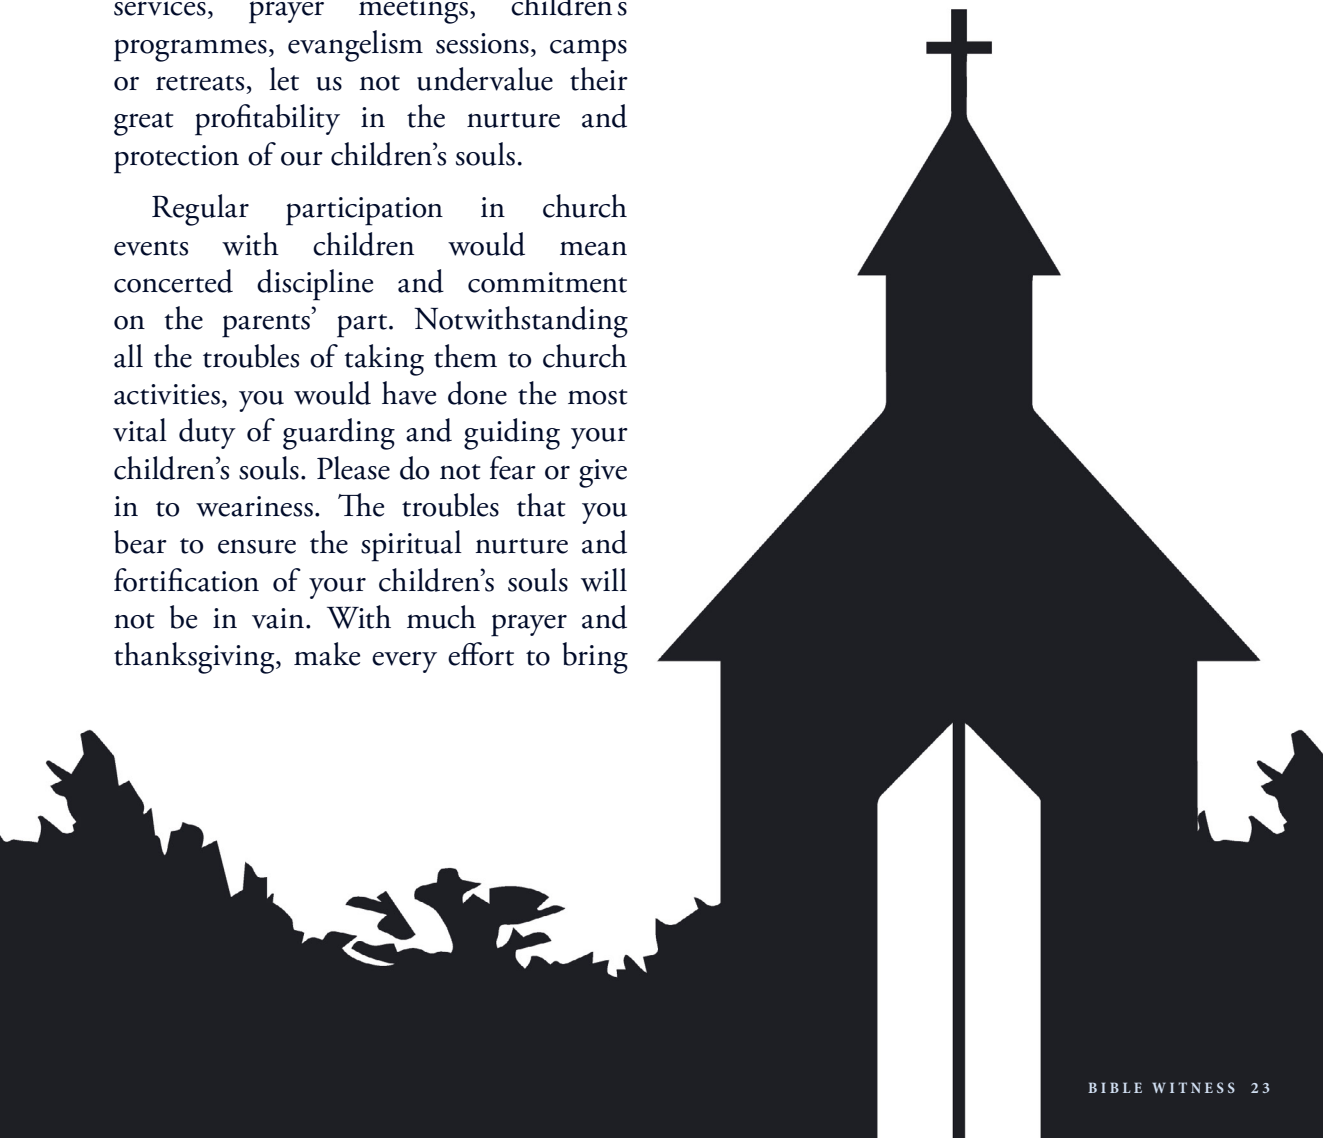 services, prayer meetings, children's
programmes, evangelism sessions, camps
or retreats, let us not undervalue their
great profitability in the nurture and
protection of our children’s souls.
Regular participation in church
events with children would mean
concerted discipline and commitment
on the parents’ part. Notwithstanding
all the troubles of taking them to church
activities, you would have done the most
vital duty of guarding and guiding your
children’s souls. Please do not fear or give
in to weariness. The troubles that you
bear to ensure the spiritual nurture and
fortification of your children’s souls will
not be in vain. With much prayer and
thanksgiving, make every effort to bring
BIBLE WITNESS 23